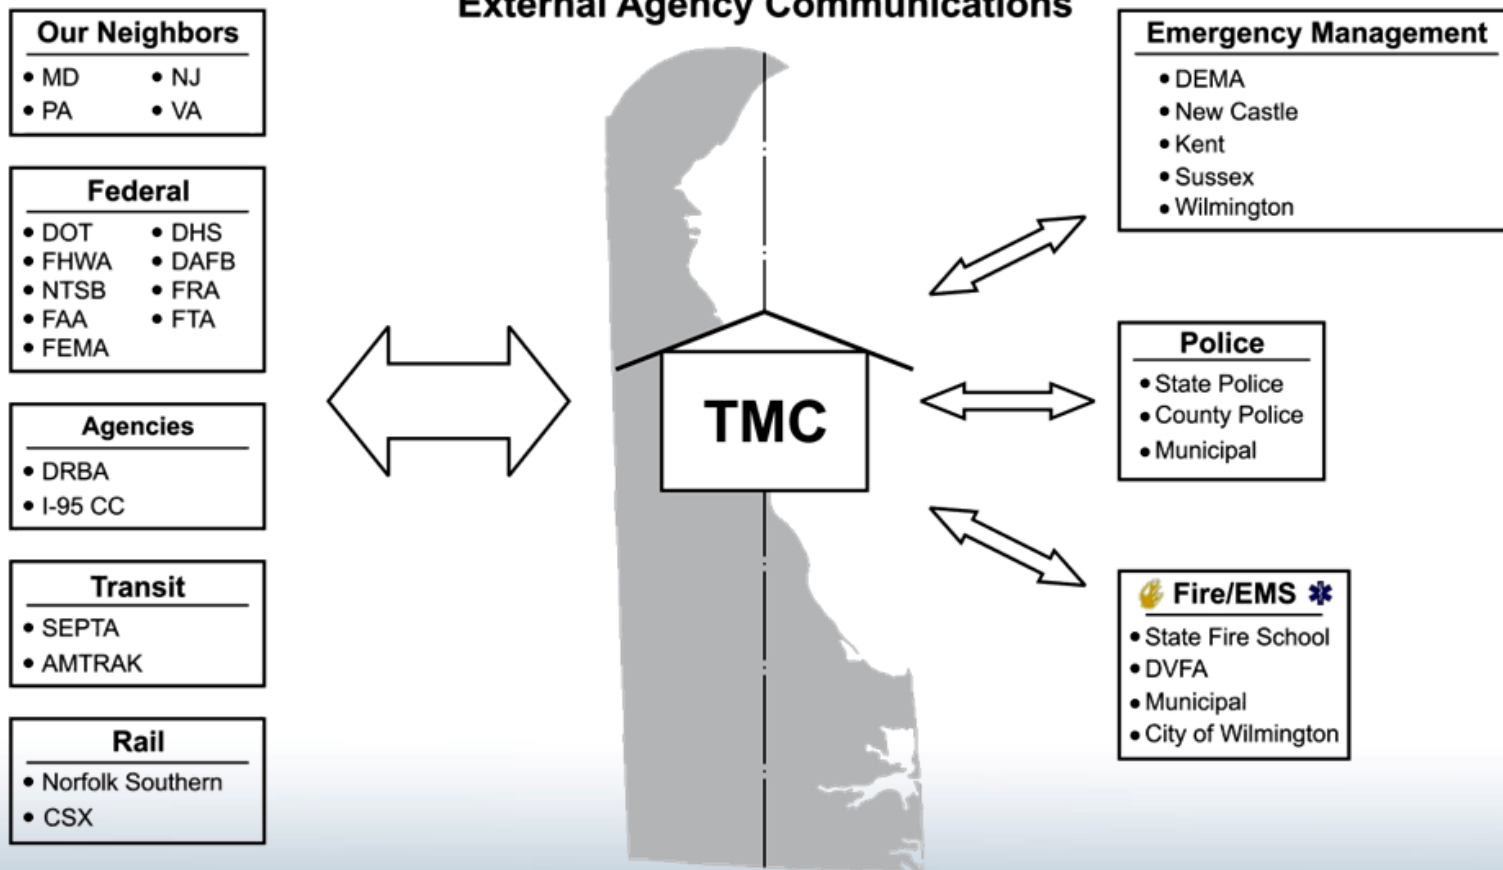 External Agency Communications
Our Neighbors
• MD • NJ
• PA • VA
Federal
• DOT • DHS
• FHWA • DAFB
• NTSB • FRA
• FAA • FTA
• FEMA
Agencies
• DRBA
• I-95 CC
Transit
• SEPTA
• AMTRAK
Rail
• Norfolk Southern
• CSX
TMC
Emergency Management
• DEMA
• New Castle
• Kent
• Sussex
• Wilmington
Police
• State Police
• County Police
• Municipal
Fire/EMS
• State Fire School
• DVFA
• Municipal
• City of Wilmington